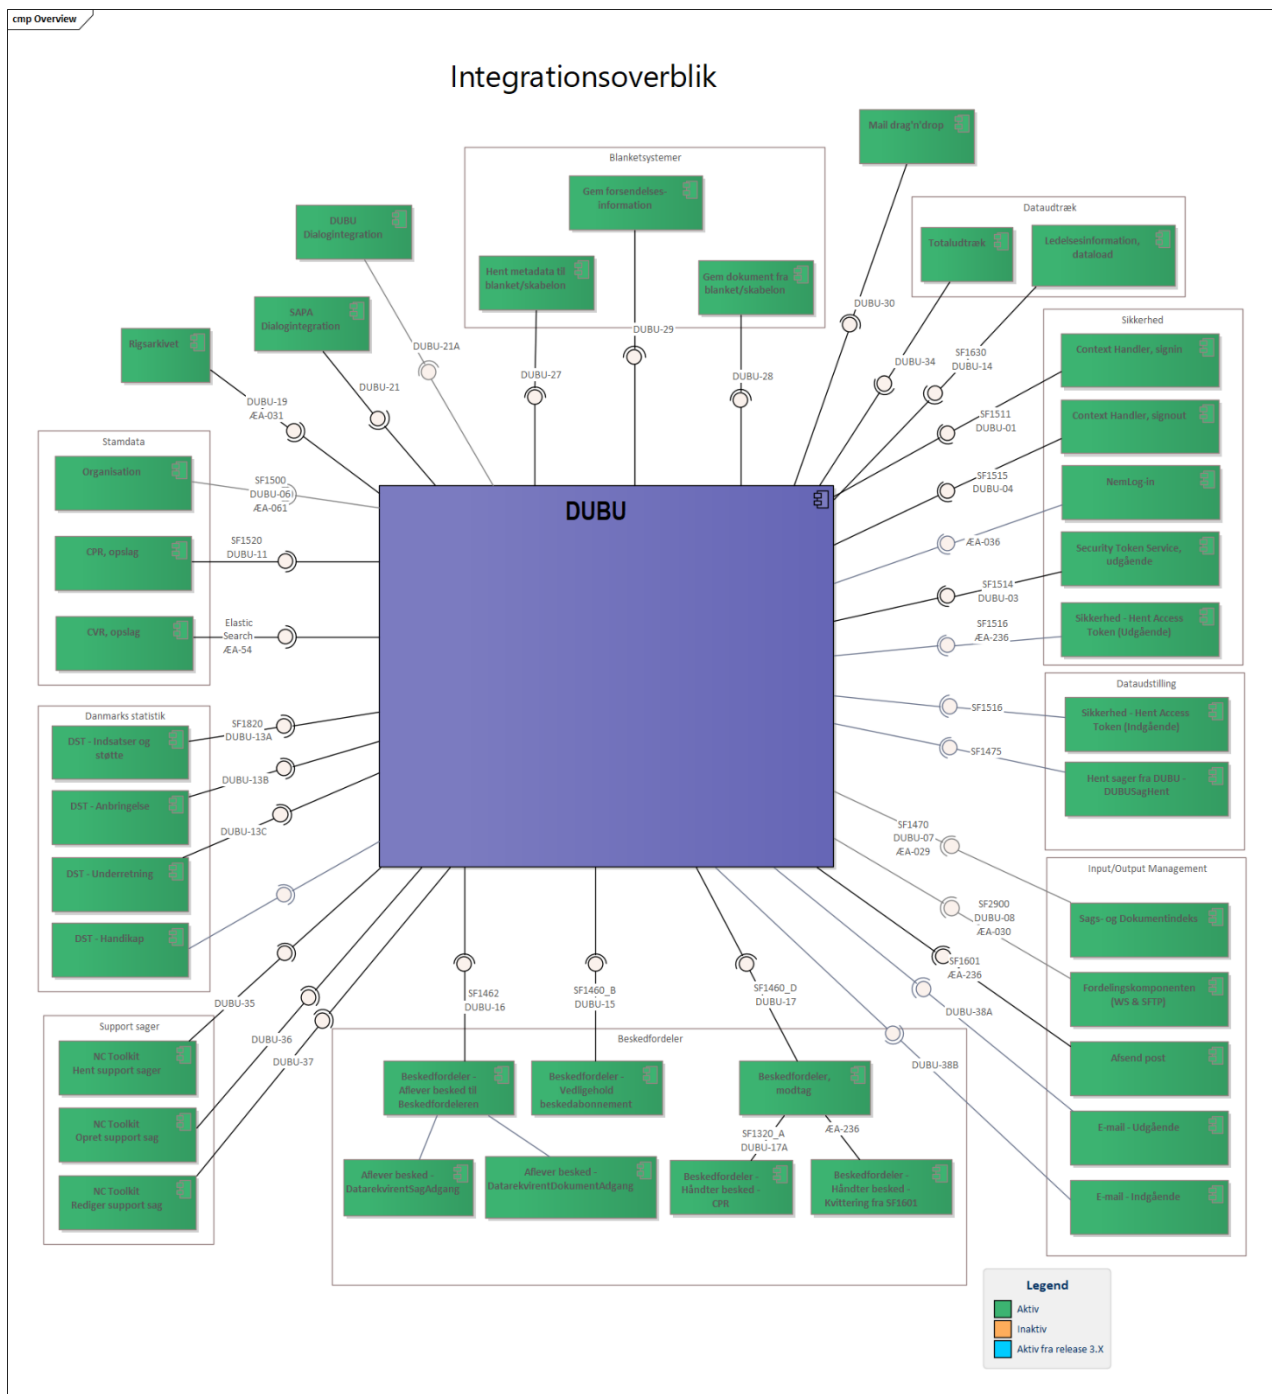 cmp Overview
Integrationsoverblik
Mail drag'n'drop
Blanketsystemer
Gem forsendelses-
information
Hent metadata til
blanket/skabelon
Gem dokument fra
blanket/skabelon
DUBU
Dialogintegration
SAPA
Dialogintegration
Rigsarkivet
Dataudtræk
Totaludtræk
Ledelsesinformation,
dataload
DUBU-30
DUBU-29
DUBU-21A
DUBU-21
DUBU-27
DUBU-28
DUBU-34
SF1630
DUBU-14
DUBU-19
ÆA-031
Sikkerhed
Context Handler, signin
SF1511
DUBU-01
Context Handler, signout
SF1515
DUBU-04
NemLog-in
ÆA-036
Security Token Service,
udgående
SF1514
DUBU-03
Sikkerhed - Hent Access
Token (Udgående)
SF1516
ÆA-236
Stamdata
Organisation
SF1500
DUBU-06I
ÆA-061
CPR, opslag
SF1520
DUBU-11
CVR, opslag
Elastic
Search
ÆA-54
DUBU
Dataudstilling
Sikkerhed - Hent Access
Token (Indgående)
SF1516
Hent sager fra DUBU -
DUBUSagHent
SF1475
Danmarks statistik
DST - Indsatser og
støtte
SF1820
DUBU-13A
DST - Anbringelse
DUBU-13B
DST - Underretning
DUBU-13C
DST - Handikap
Input/Output Management
Sags- og Dokumentindeks
SF1470
DUBU-07
ÆA-029
Fordelingskomponenten
(WS & SFTP)
SF2900
DUBU-08
ÆA-030
Afsend post
SF1601
ÆA-236
E-mail - Udgående
DUBU-38A
E-mail - Indgående
DUBU-38B
Support sager
NC Toolkit
Hent support sager
DUBU-35
NC Toolkit
Opret support sag
DUBU-36
NC Toolkit
Rediger support sag
DUBU-37
SF1462
DUBU-16
SF1460_B
DUBU-15
SF1460_D
DUBU-17
Beskedfordeler
Beskedfordeler -
Aflever besked til
Beskedfordeleren
Beskedfordeler -
Vedligehold
beskedabonnement
Beskedfordeler,
modtag
SF1320_A
DUBU-17A
ÆA-236
Aflever besked -
DatarekvirentSagAdgang
Aflever besked -
DatarekvirentDokumentAdgang
Beskedfordeler -
Håndter besked -
CPR
Beskedfordeler -
Håndter besked -
Kvittering fra SF1601
Legend
Aktiv
Inaktiv
Aktiv fra release 3.X